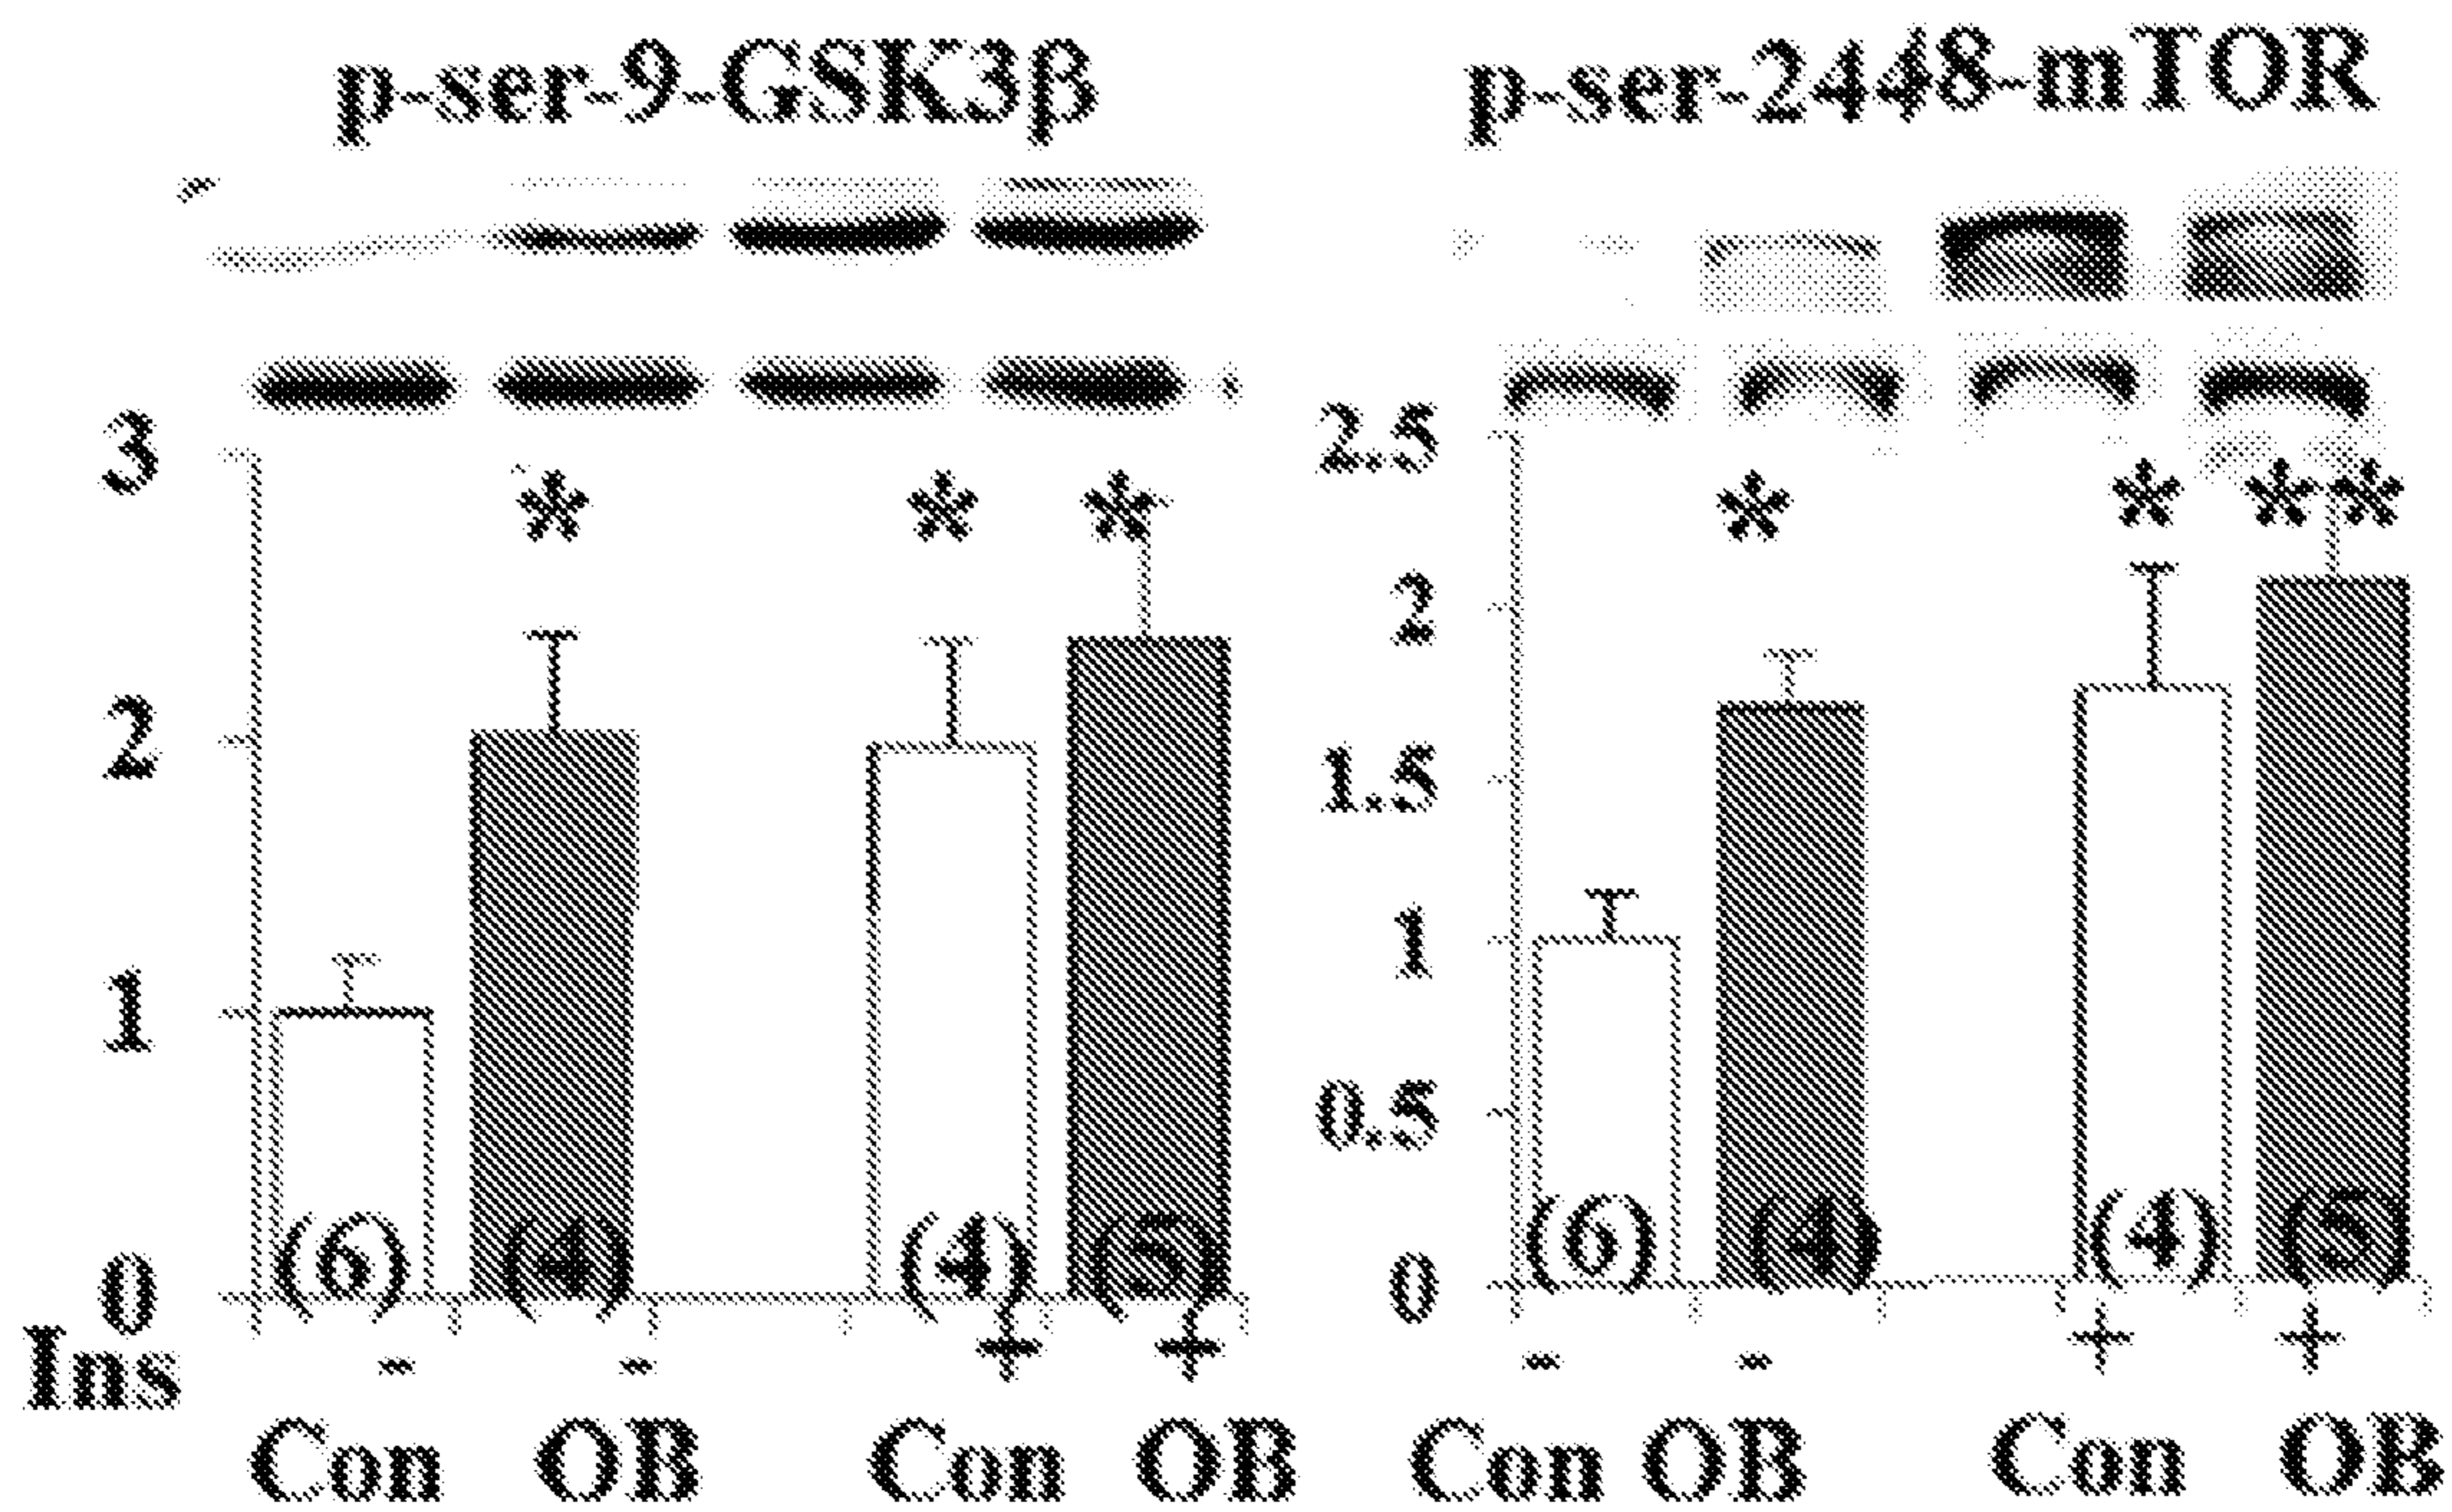 p-ser-9-GSK3β p-ser-2448-mTOR
3 2.5
* * * * * **
2
2
1.5
1 1
0.5
(6) (4) (4) (5) (6) (4) (4) (5)
0 0
Ins - - + + - - + +
Con OB Con OB Con OB Con OB